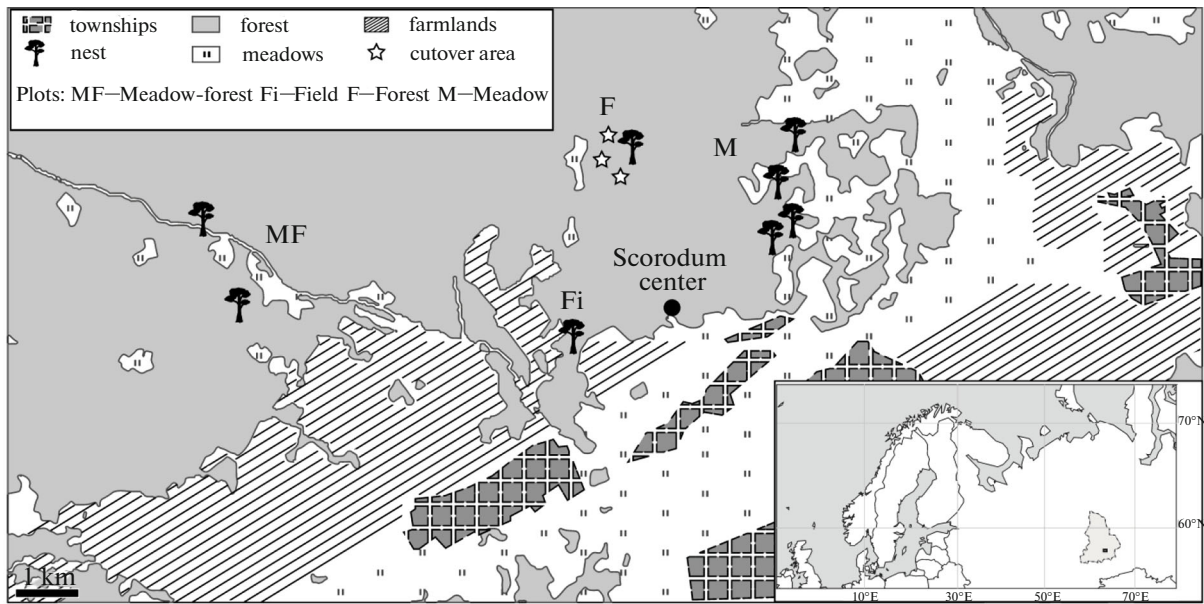 townships forest farmlands
nest meadows cutover area
Plots: MF—Meadow-forest Fi—Field F—Forest M—Meadow
F
M
MF
Scorodum
center
Fi
70°N
60°N
1 km
10°E 30°E 50°E 70°E